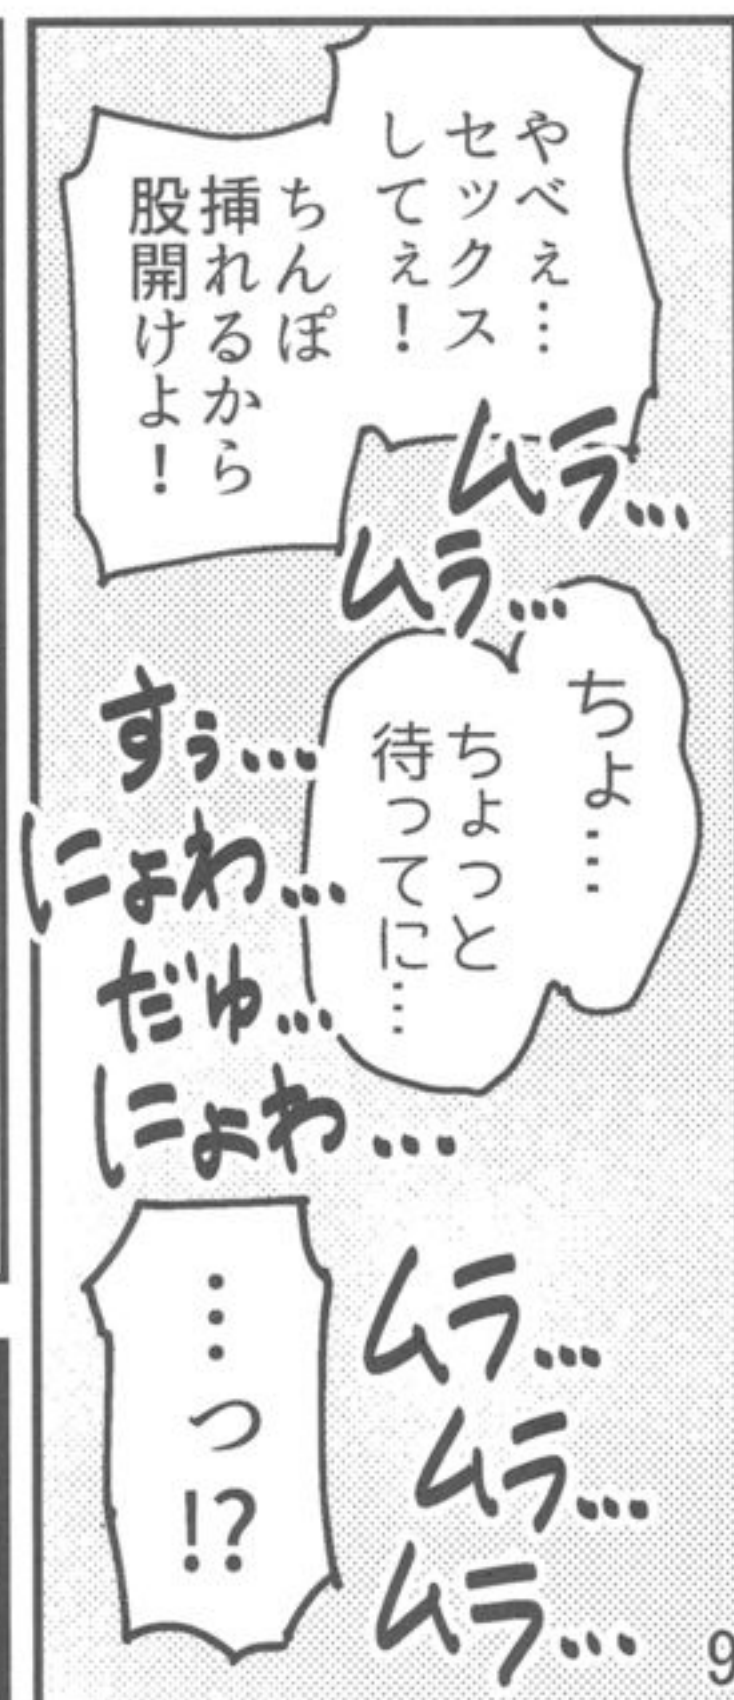 やべぇ…
セックス
してぇ！
ちんぽ
挿れるから
股開けよ！
ムラ…
ムラ…
ちょ…
ちょっと
待ってに…
すぅ…
にょわ…
だゅ…
にょわ…
ムラ…
ムラ…
ムラ…
…っ!?
9